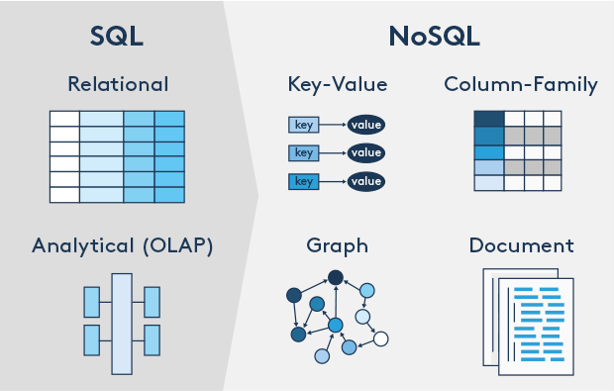 SQL
NoSQL
Relational
Key-Value
Column-Family
key
value
key
value
key
value
Analytical (OLAP)
Graph
Document